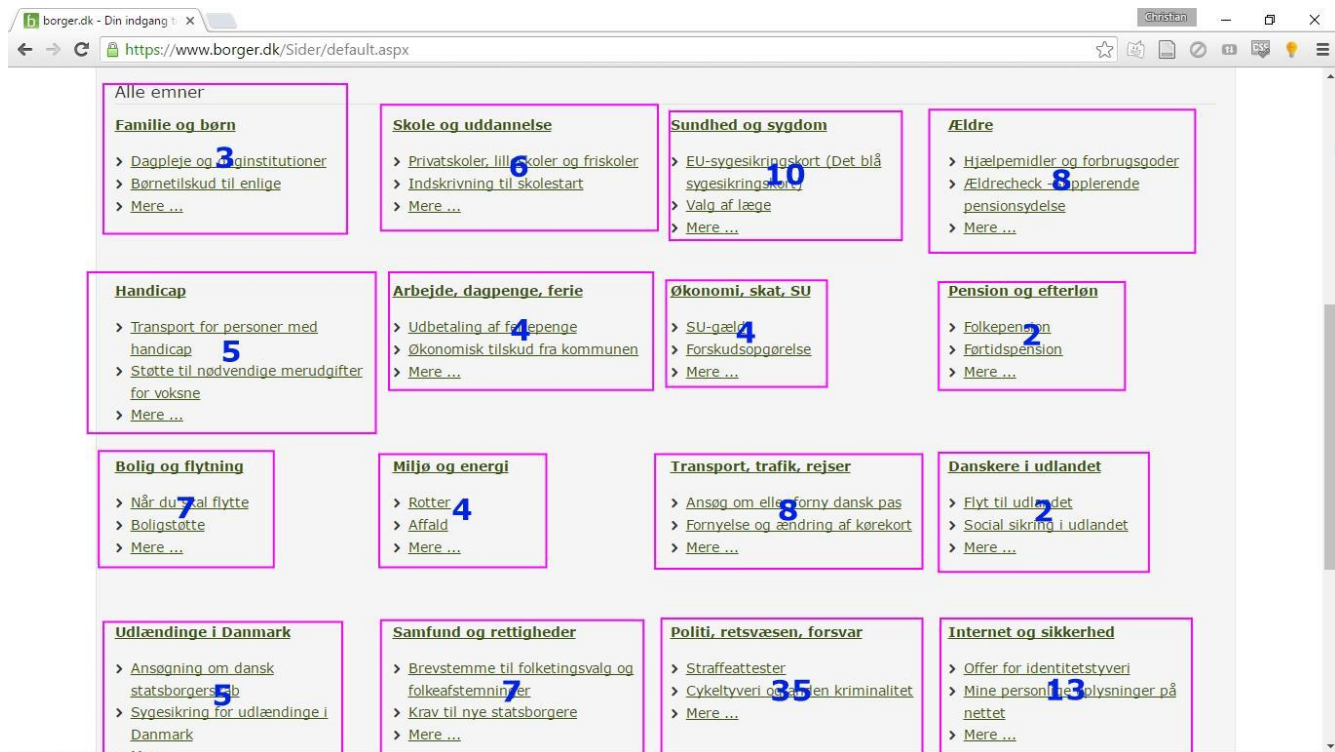 borger.dk - Din indgang t
Christian
https://www.borger.dk/Sider/default.aspx
Alle emner
Familie og børn
Dagpleje og daginstitutioner
Børnetilskud til enlige
Mere ...
3
Skole og uddannelse
Privatskoler, lilleskoler og friskoler
Indskrivning til skolestart
Mere ...
6
Sundhed og sygdom
EU-sygesikringskort (Det blå
sygesikringskort)
Valg af læge
Mere ...
10
Ældre
Hjælpemidler og forbrugsgoder
Ældrecheck - supplerende
pensionsydelse
Mere ...
8
Handicap
Transport for personer med
handicap
Støtte til nødvendige merudgifter
for voksne
Mere ...
5
Arbejde, dagpenge, ferie
Udbetaling af feriepenge
Økonomisk tilskud fra kommunen
Mere ...
4
Økonomi, skat, SU
SU-gæld
Forskudsopgørelse
Mere ...
4
Pension og efterløn
Folkepension
Førtidspension
Mere ...
2
Bolig og flytning
Når du skal flytte
Boligstøtte
Mere ...
7
Miljø og energi
Rotter
Affald
Mere ...
4
Transport, trafik, rejser
Ansøg om eller forny dansk pas
Fornyelse og ændring af kørekort
Mere ...
8
Danskere i udlandet
Flyt til udlandet
Social sikring i udlandet
Mere ...
2
Udlændinge i Danmark
Ansøgning om dansk
statsborgerskab
Sygesikring for udlændinge i
Danmark
5
Samfund og rettigheder
Brevstemme til folketingsvalg og
folkeafstemninger
Krav til nye statsborgere
Mere ...
7
Politi, retsvæsen, forsvar
Straffeattester
Cykeltyveri og anden kriminalitet
Mere ...
35
Internet og sikkerhed
Offer for identitetstyveri
Mine personlige oplysninger på
nettet
Mere ...
13